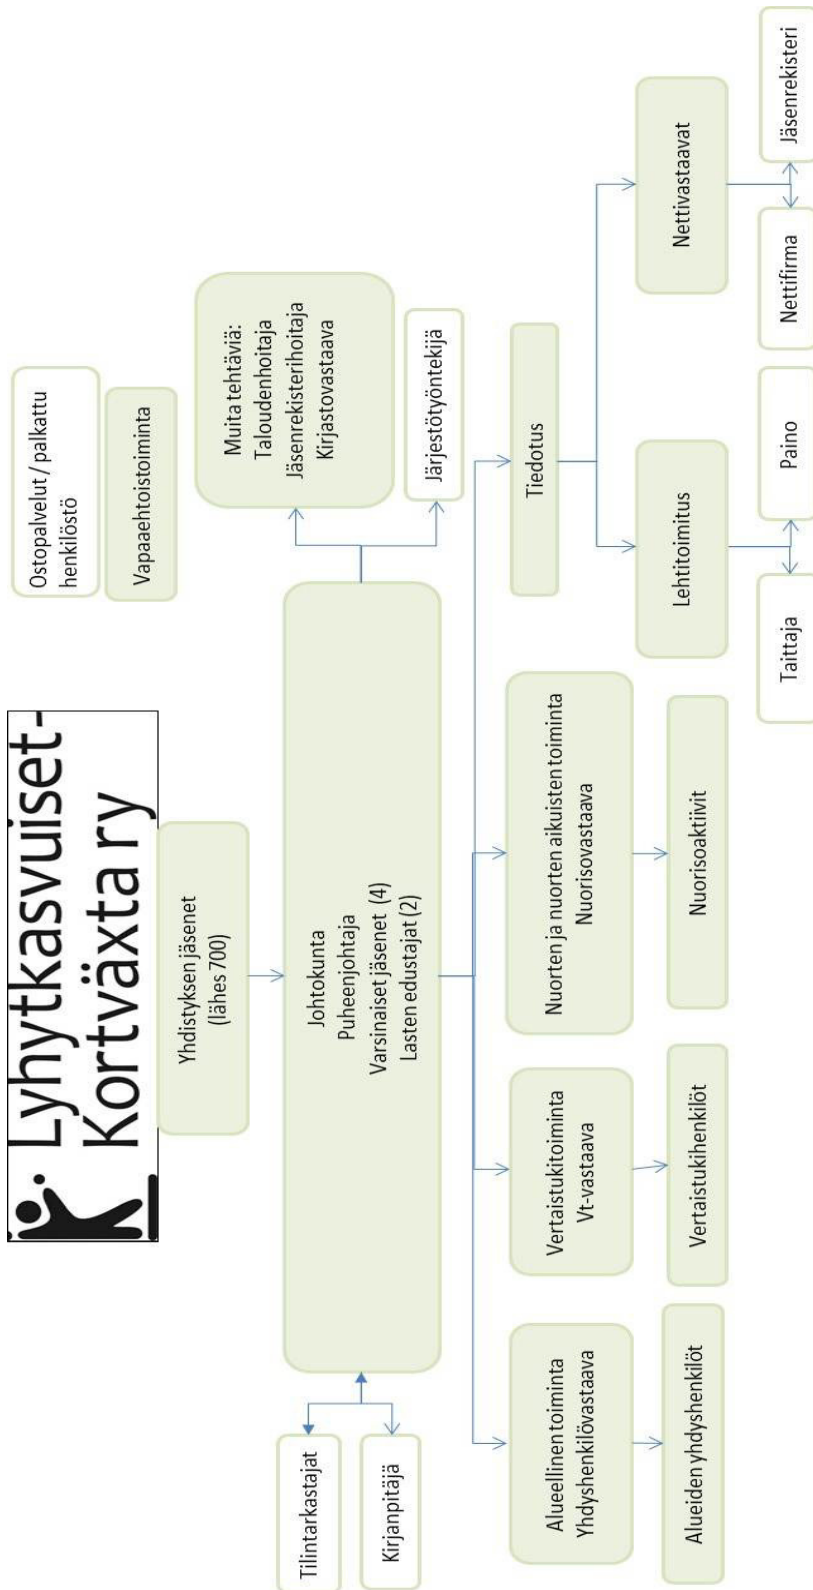 Lyhytkasvuiset-
Kortväxta ry
Ostopalvelut / palkattu
henkilöstö
Vapaaehtoistoiminta
Yhdistyksen jäsenet
(lähes 700)
Muita tehtäviä:
Taloudenhoitaja
Jäsenrekisterihoitaja
Kirjastovastaava
Tilintarkastajat
Kirjanpitäjä
Johtokunta
Puheenjohtaja
Varsinaiset jäsenet (4)
Lasten edustajat (2)
Järjestötyöntekijä
Alueellinen toiminta
Yhdyshenkilövastaava
Vertaistukitoiminta
Vt-vastaava
Nuorten ja nuorten aikuisten toiminta
Nuorisovastaava
Tiedotus
Alueiden yhdyshenkilöt
Vertaistukihenkilöt
Nuorisoaktiivit
Lehtitoimitus
Nettivastaavat
Taittaja
Paino
Nettifirma
Jäsenrekisteri